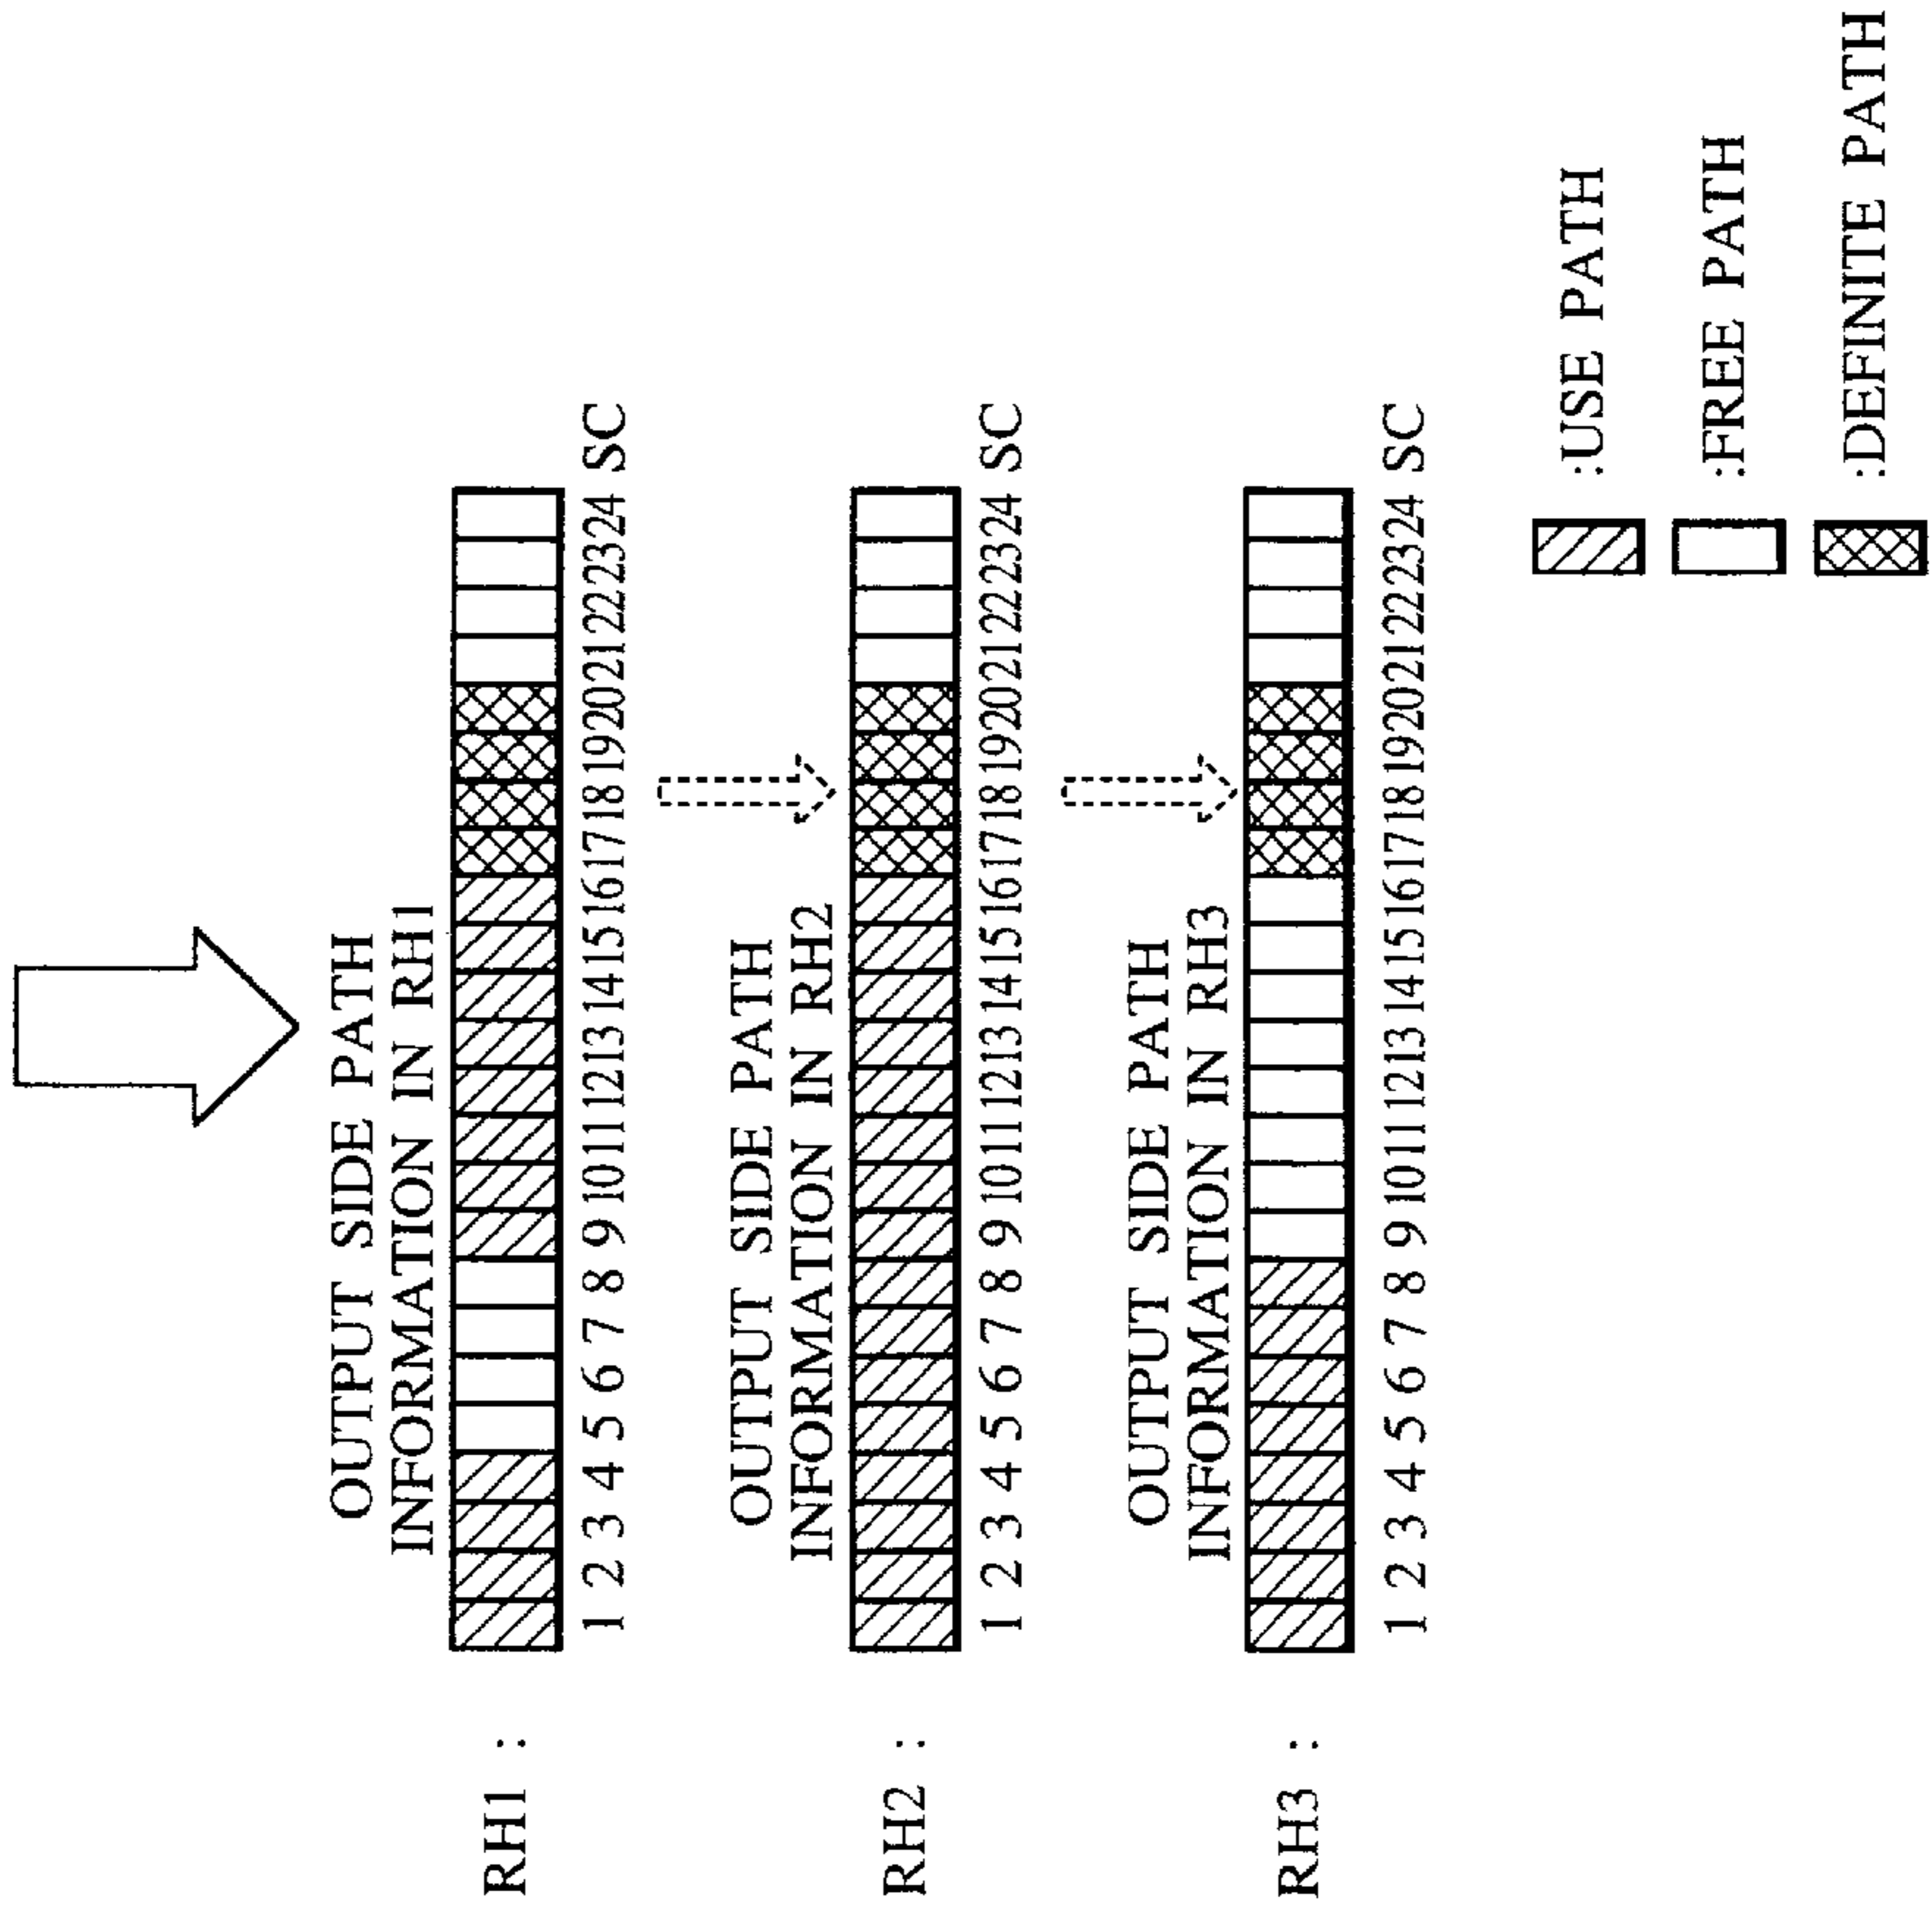 OUTPUT SIDE PATH
INFORMATION IN RH1
RH1 :
1 2 3 4 5 6 7 8 9 10 11 12 13 14 15 16 17 18 19 20 21 22 23 24 SC
OUTPUT SIDE PATH
INFORMATION IN RH2
RH2 :
1 2 3 4 5 6 7 8 9 10 11 12 13 14 15 16 17 18 19 20 21 22 23 24 SC
OUTPUT SIDE PATH
INFORMATION IN RH3
RH3 :
1 2 3 4 5 6 7 8 9 10 11 12 13 14 15 16 17 18 19 20 21 22 23 24 SC
:USE PATH
:FREE PATH
:DEFINITE PATH